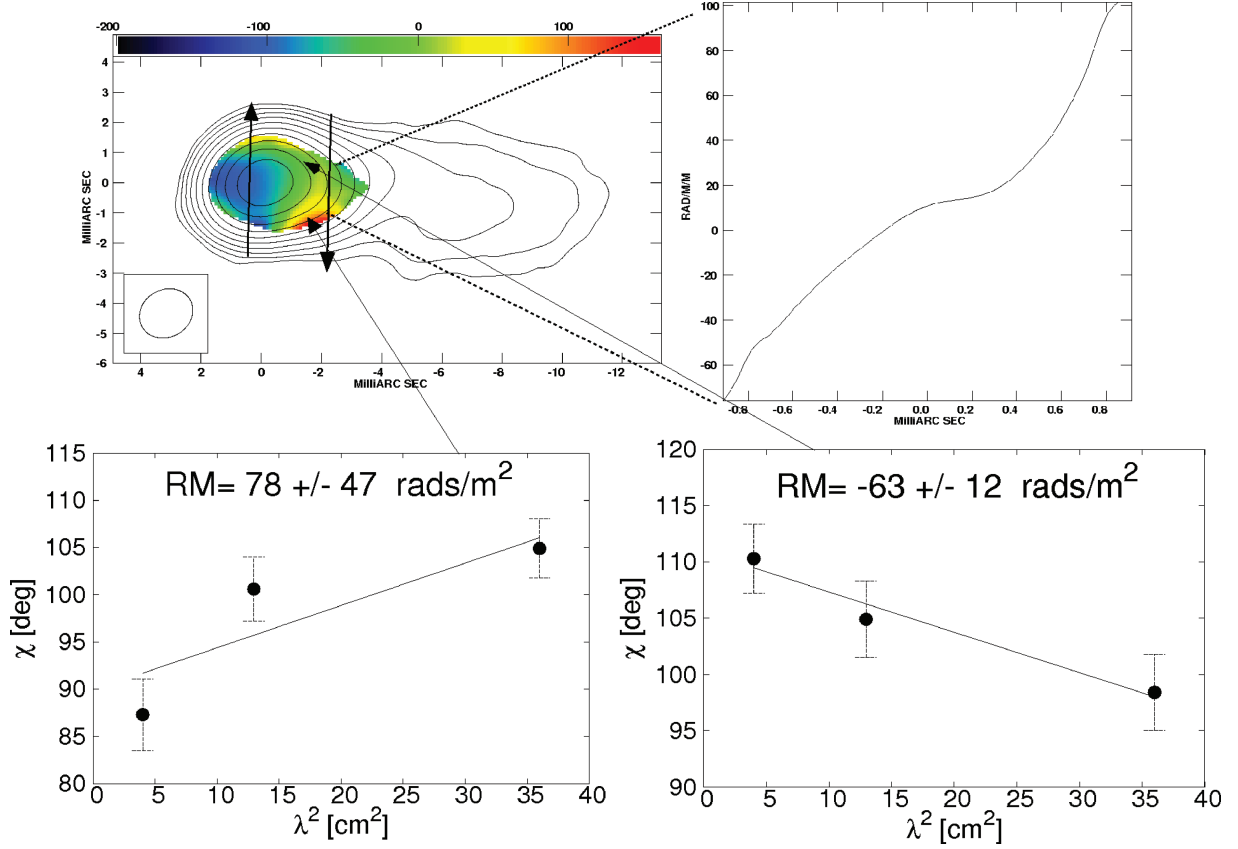 -200 -100 0 100
4
3
2
1
0
-1
-2
-3
-4
-5
-6
MilliARC SEC
4 2 0 -2 -4 -6 -8 -10 -12
MilliARC SEC
100
80
60
40
20
0
-20
-40
-60
RAD/M/M
-0.8 -0.6 -0.4 -0.2 0.0 0.2 0.4 0.6 0.8
MilliARC SEC
RM= 78 +/- 47 rads/m²
115
110
105
100
95
90
85
80
χ [deg]
0 5 10 15 20 25 30 35 40
λ² [cm²]
RM= -63 +/- 12 rads/m²
120
115
110
105
100
95
90
χ [deg]
0 5 10 15 20 25 30 35 40
λ² [cm²]